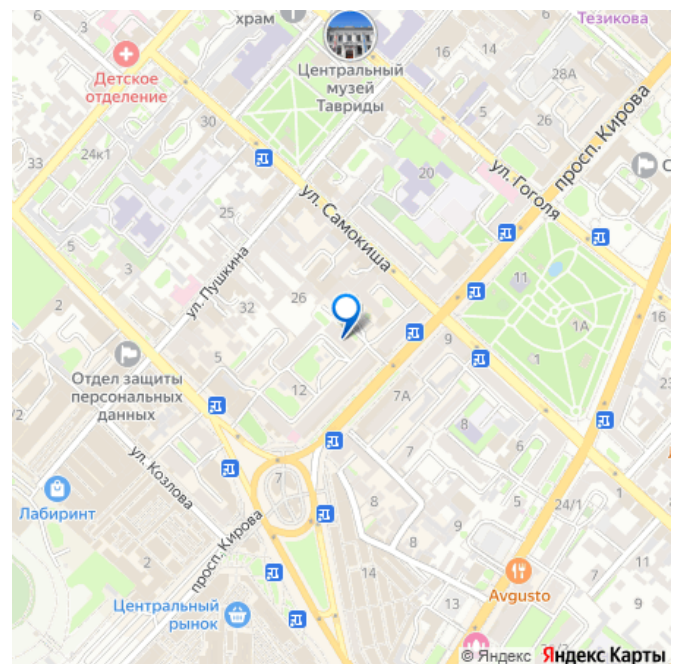 храм
16
14
Тезикова
Детское
отделение
Центральный
музей
Тавриды
28А
5
26
просп. Кирова
30
24к1
33
20
ул. Гоголя
С
25
ул. Самокиша
5
3
ул. Пушкина
11
2
32
26
1А
16
9
1
Отдел защиты
персональных
данных
5
12
7А
23
/2
8
6
ул. Козлова
7
8
5
24/1
1
Лабиринт
просп. Кирова
9
8
2
14
Avgusto
7
9
13
Центральный
рынок
© Яндекс Яндекс Карты